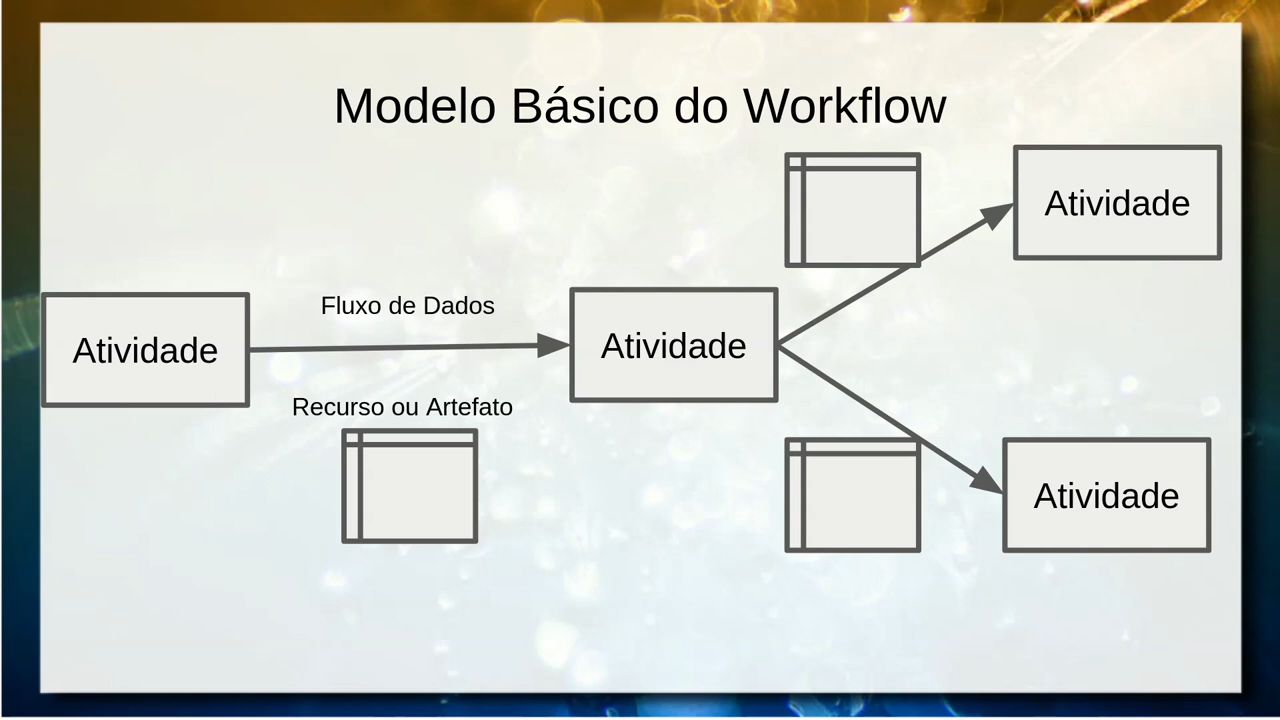 Modelo Básico do Workflow
Atividade
Fluxo de Dados
Atividade
Atividade
Recurso ou Artefato
Atividade